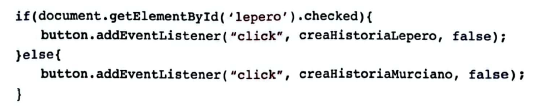 if(document.getElementById('lepero').checked){
button.addEventListener("click", creaHistoriaLepero, false);
}else{
button.addEventListener("click", creaHistoriaMurciano, false);
}